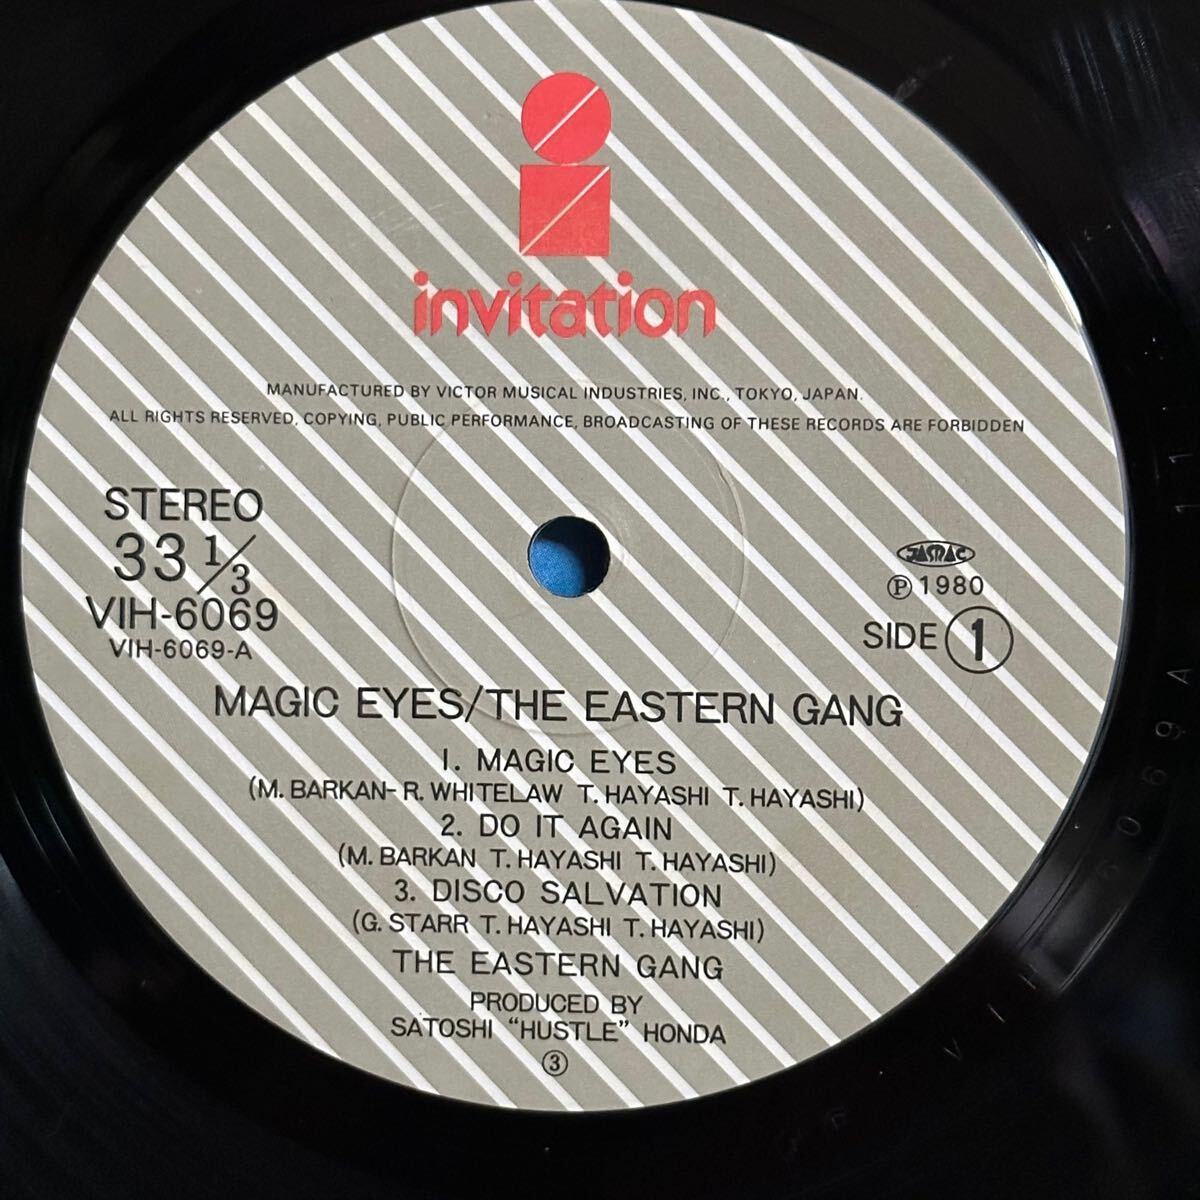 invitation
MANUFACTURED BY VICTOR MUSICAL INDUSTRIES, INC., TOKYO, JAPAN.
ALL RIGHTS RESERVED, COPYING, PUBLIC PERFORMANCE, BROADCASTING OF THESE RECORDS ARE FORBIDDEN
STEREO
33 1/3
VIH-6069
VIH-6069-A
JASRAC
Ⓟ 1980
SIDE 1
MAGIC EYES/THE EASTERN GANG
1. MAGIC EYES
(M. BARKAN-R. WHITELAW T. HAYASHI T. HAYASHI)
2. DO IT AGAIN
(M. BARKAN T. HAYASHI T. HAYASHI)
3. DISCO SALVATION
(G. STARR T. HAYASHI T. HAYASHI)
THE EASTERN GANG
PRODUCED BY
SATOSHI "HUSTLE" HONDA
③